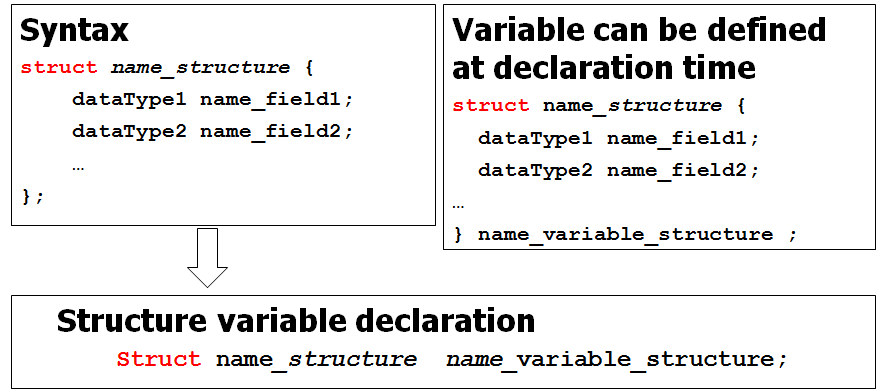 Syntax
struct name_structure {
dataType1 name_field1;
dataType2 name_field2;
…
};
Variable can be defined
at declaration time
struct name_structure {
dataType1 name_field1;
dataType2 name_field2;
…
} name_variable_structure ;
Structure variable declaration
Struct name_structure name_variable_structure;